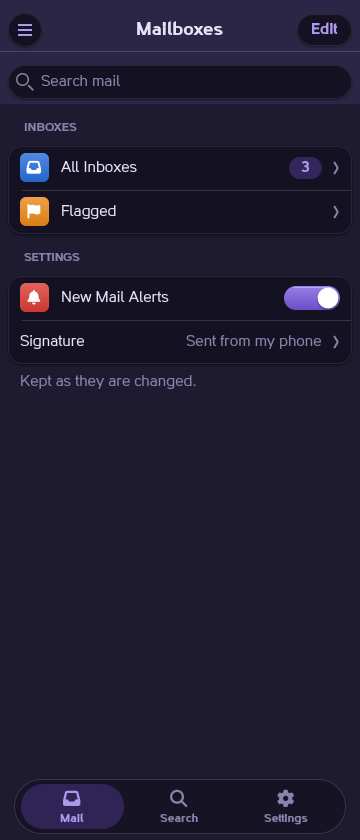 Mailboxes
Edit
Search mail
INBOXES
All Inboxes
3
Flagged
SETTINGS
New Mail Alerts
Signature
Sent from my phone
Kept as they are changed.
Mail
Search
Settings